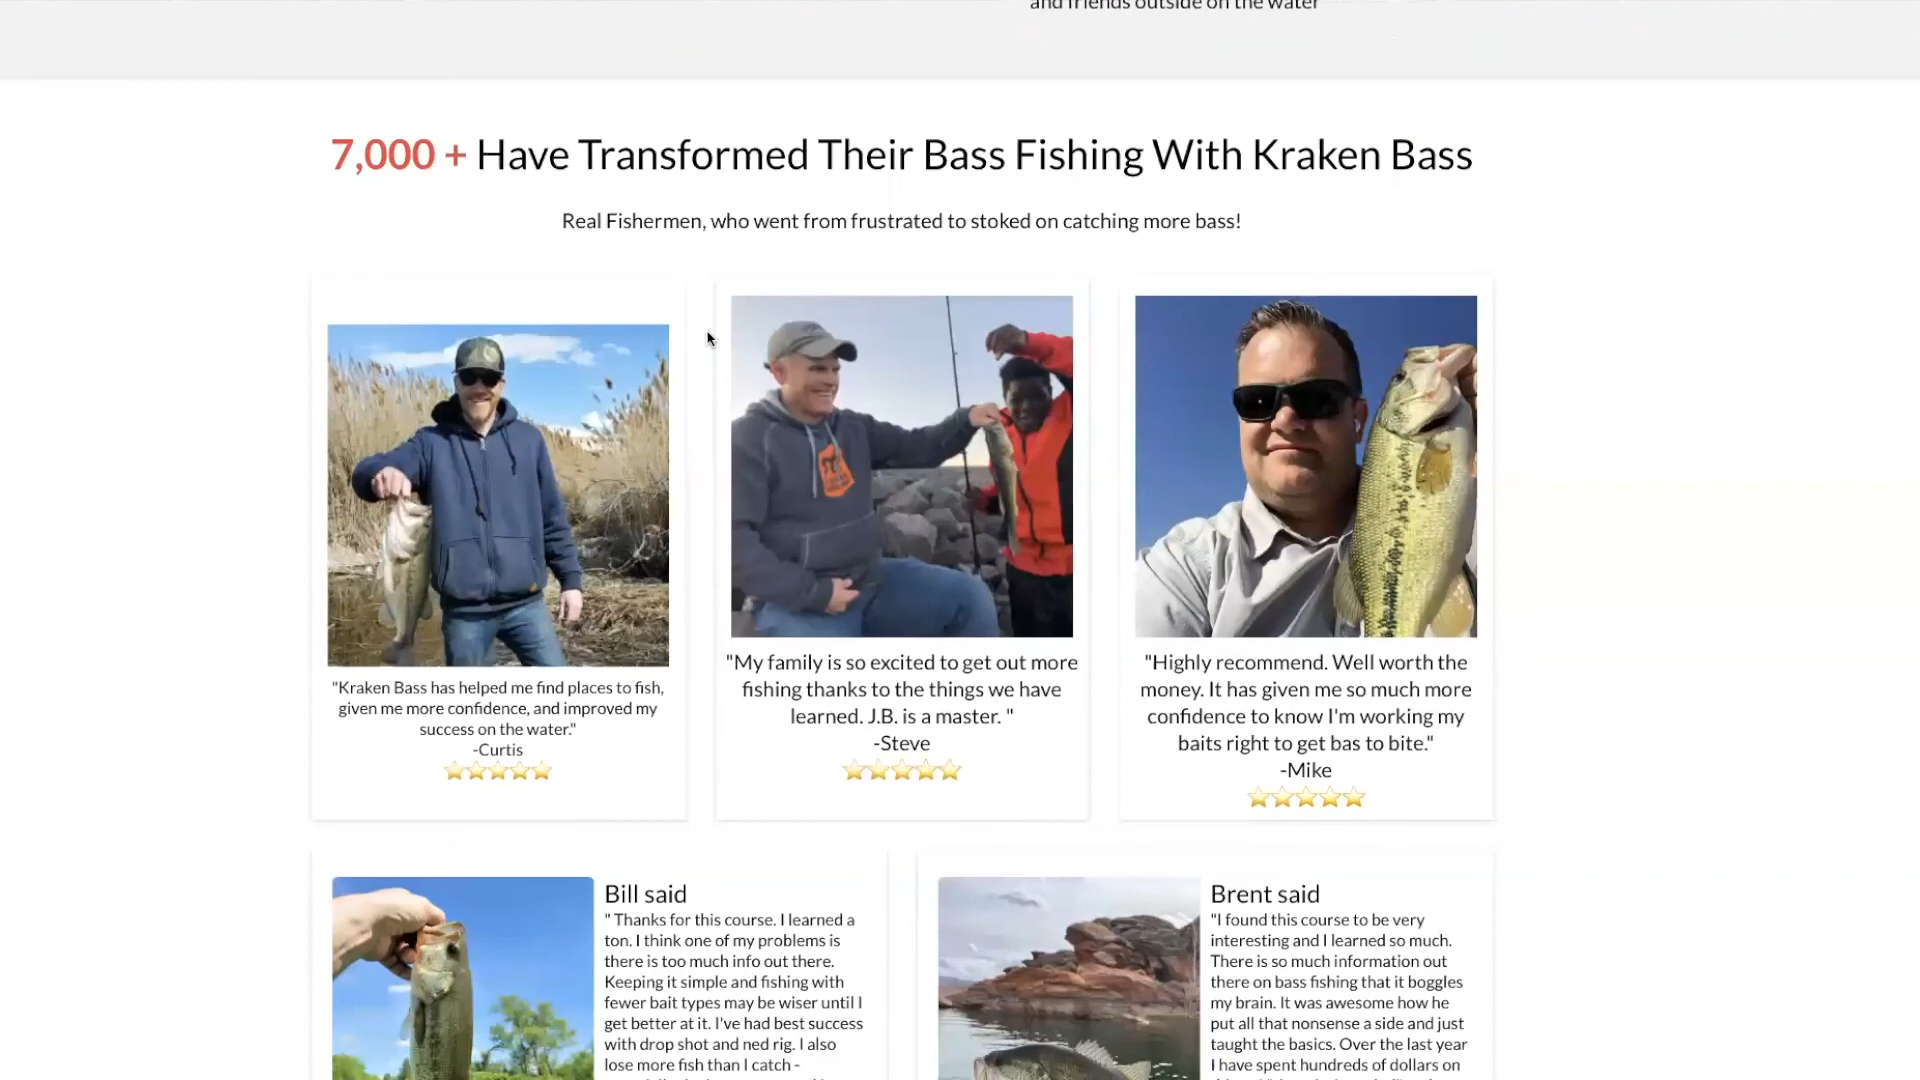 and friends outside on the water
7,000 + Have Transformed Their Bass Fishing With Kraken Bass
Real Fishermen, who went from frustrated to stoked on catching more bass!
"Kraken Bass has helped me find places to fish,
given me more confidence, and improved my
success on the water."
-Curtis
"My family is so excited to get out more
fishing thanks to the things we have
learned. J.B. is a master. "
-Steve
"Highly recommend. Well worth the
money. It has given me so much more
confidence to know I'm working my
baits right to get bas to bite."
-Mike
Bill said
" Thanks for this course. I learned a
ton. I think one of my problems is
there is too much info out there.
Keeping it simple and fishing with
fewer bait types may be wiser until I
get better at it. I've had best success
with drop shot and ned rig. I also
lose more fish than I catch -
Brent said
"I found this course to be very
interesting and I learned so much.
There is so much information out
there on bass fishing that it boggles
my brain. It was awesome how he
put all that nonsense a side and just
taught the basics. Over the last year
I have spent hundreds of dollars on